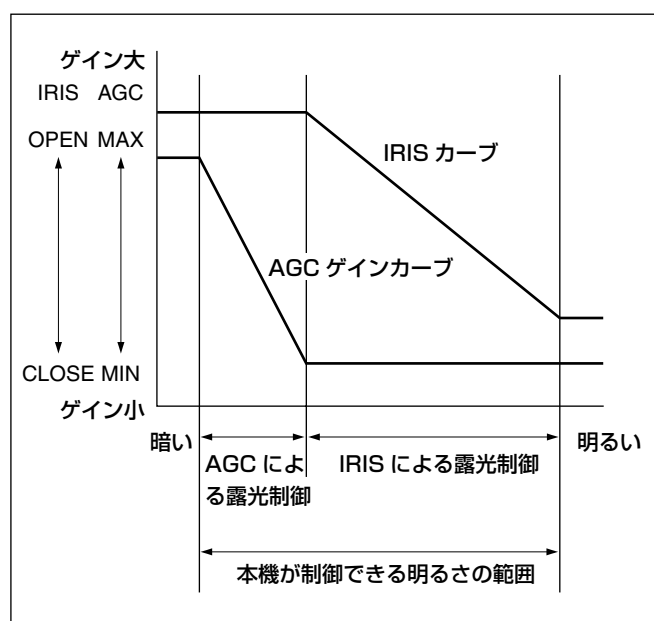 ゲイン大
IRIS AGC
OPEN MAX
IRIS カーブ
AGC ゲインカーブ
CLOSE MIN
ゲイン小
暗い
明るい
AGC によ
る露光制御
IRIS による露光制御
本機が制御できる明るさの範囲